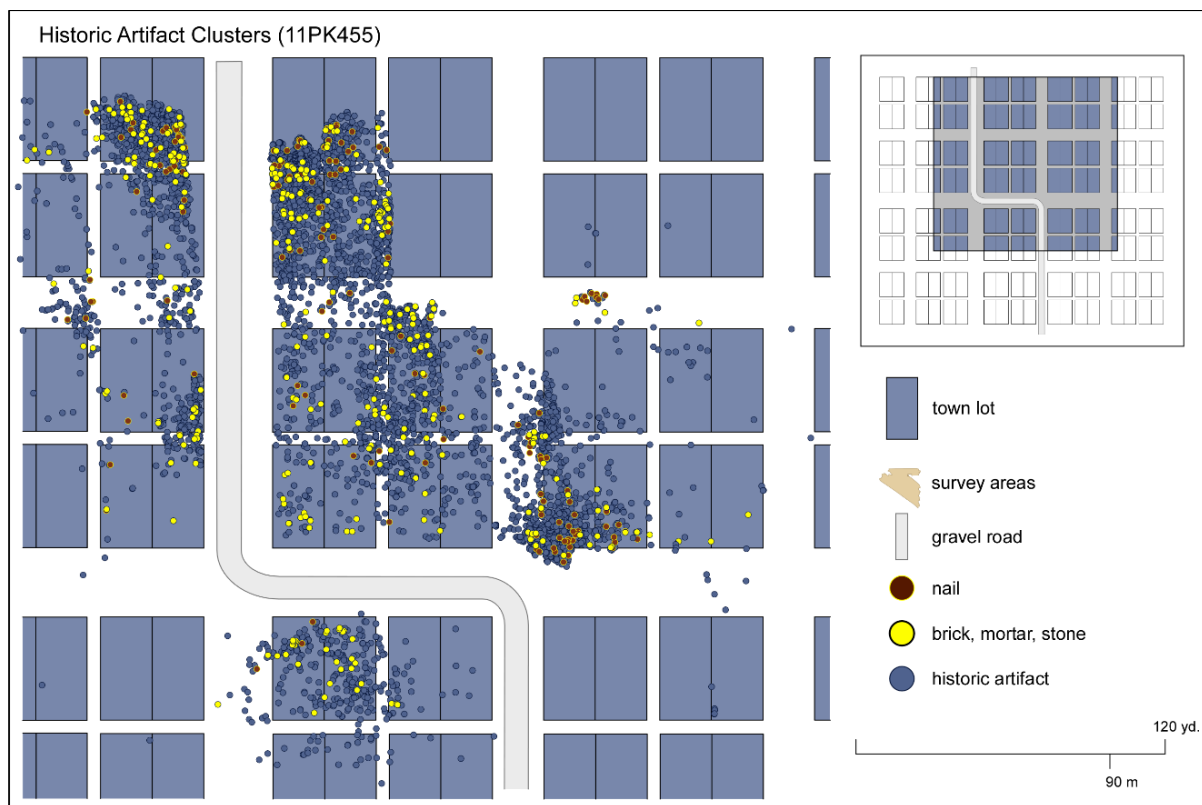 Historic Artifact Clusters (11PK455)
town lot
survey areas
gravel road
nail
brick, mortar, stone
historic artifact
120 yd.
90 m